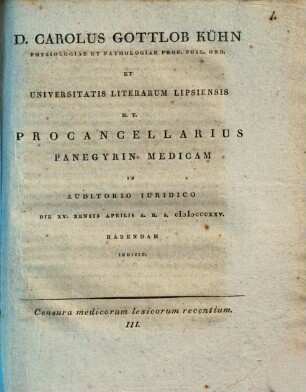 1.
D. CAROLUS GOTTLOB KÜHN
PHYSIOLOGIAE ET PATHOLOGIAE PROF. PUBL. ORD.
ET
UNIVERSITATIS LITERARUM LIPSIENSIS
H. T.
PROCANCELLARIUS
PANEGYRIN MEDICAM
IN
AUDITORIO IURIDICO
DIE XV. MENSIS APRILIS A. R. S. CIƆIƆCCCXXV.
HABENDAM
INDICIT.
Censura medicorum lexicorum recentium.
III.